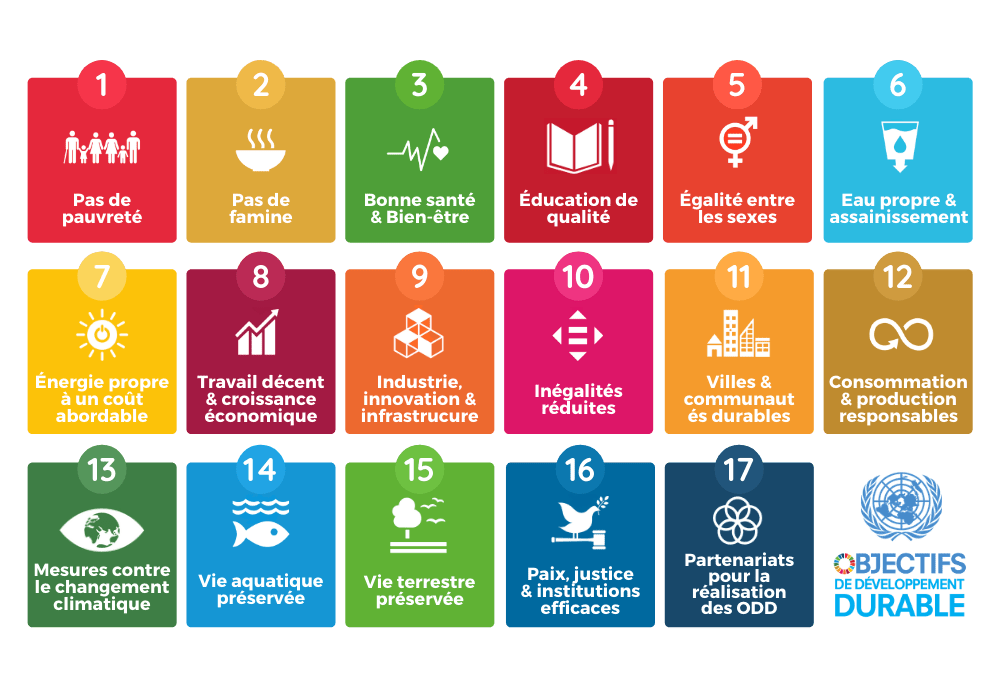 1
Pas de
pauvreté
2
Pas de
famine
3
Bonne santé
& Bien-être
4
Éducation de
qualité
5
Égalité entre
les sexes
6
Eau propre &
assainissement
7
Énergie propre
à un coût
abordable
8
Travail décent
& croissance
économique
9
Industrie,
innovation &
infrastrucure
10
Inégalités
réduites
11
Villes &
communaut
és durables
12
Consommation
& production
responsables
13
Mesures contre
le changement
climatique
14
Vie aquatique
préservée
15
Vie terrestre
préservée
16
Paix, justice
& institutions
efficaces
17
Partenariats
pour la
réalisation
des ODD
OBJECTIFS
DE DÉVELOPPEMENT
DURABLE